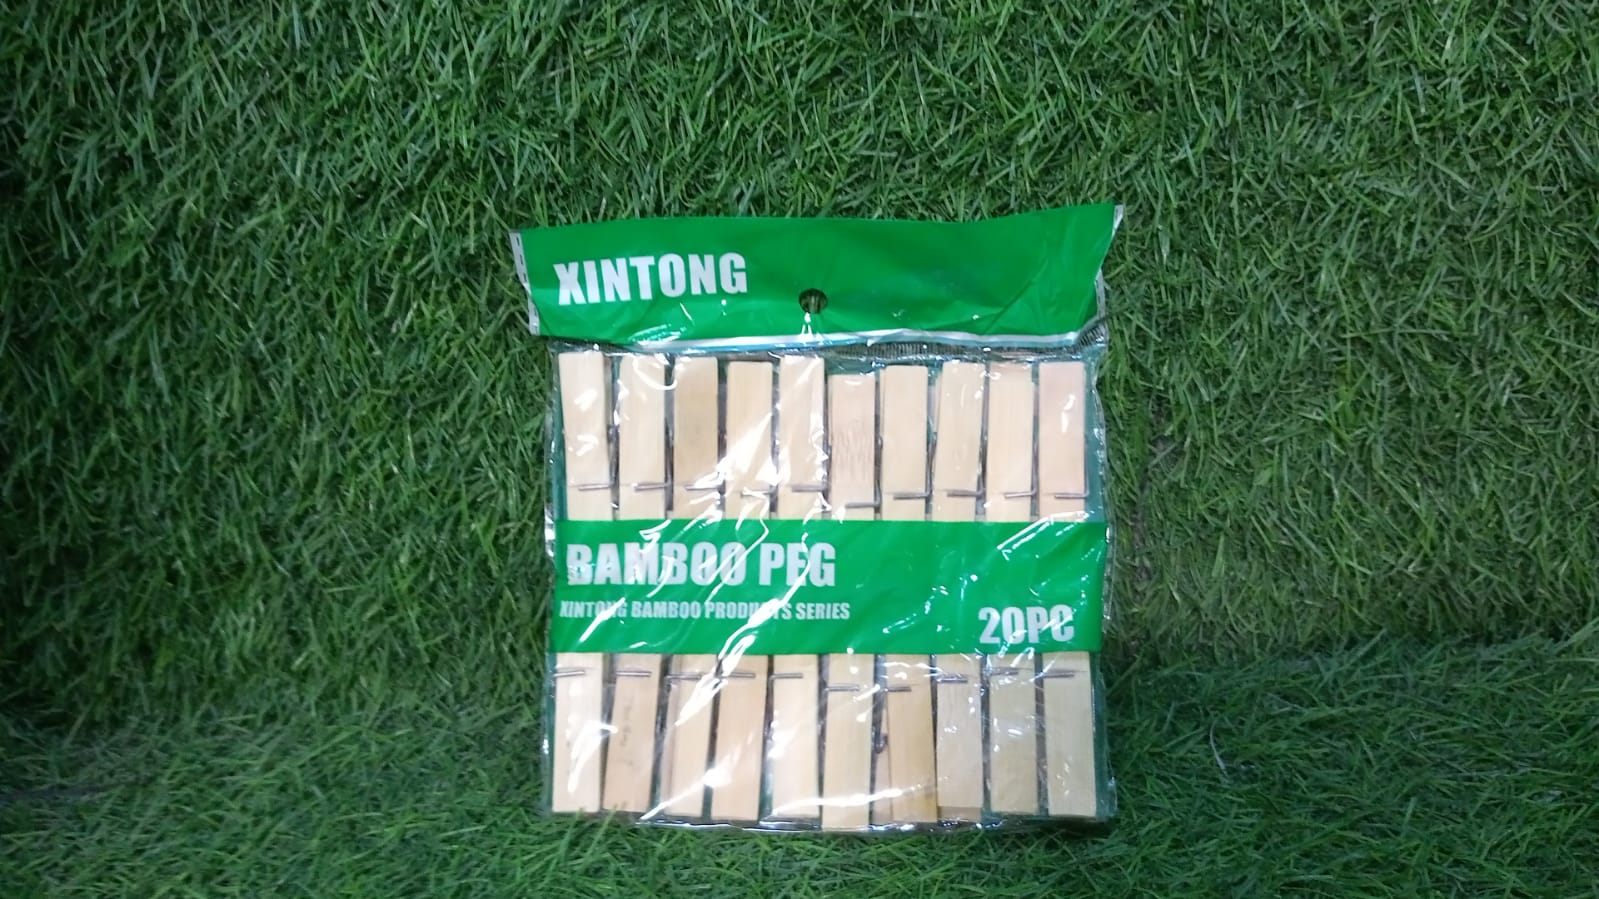 XINTONG
BAMBOO PEG
XINTONG BAMBOO PRODUCTS SERIES
20PC